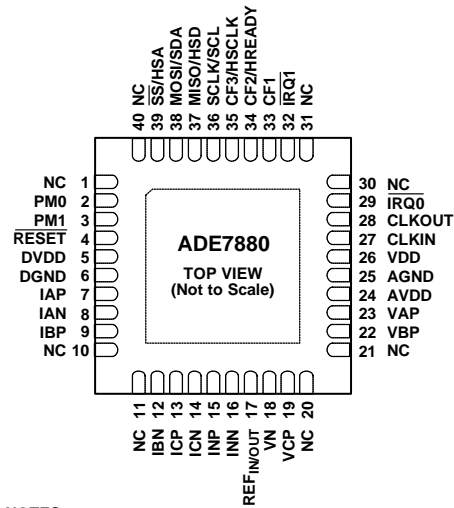 40 NC
39 SS/HSA
38 MOSI/SDA
37 MISO/HSD
36 SCLK/SCL
35 CF3/HSCLK
34 CF2/HREADY
33 CF1
32 IRQ1
31 NC
NC 1
PM0 2
PM1 3
RESET 4
DVDD 5
DGND 6
IAP 7
IAN 8
IBP 9
NC 10
ADE7880
TOP VIEW
(Not to Scale)
30 NC
29 IRQ0
28 CLKOUT
27 CLKIN
26 VDD
25 AGND
24 AVDD
23 VAP
22 VBP
21 NC
NC 11
IBN 12
ICP 13
ICN 14
INP 15
INN 16
REFIN/OUT 17
VN 18
VCP 19
NC 20